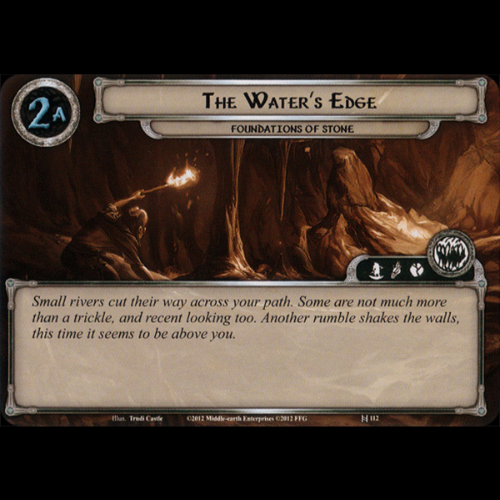 2A
The Water's Edge
Foundations of Stone
Small rivers cut their way across your path. Some are not much more
than a trickle, and recent looking too. Another rumble shakes the walls,
this time it seems to be above you.
Illus. Trudi Castle ©2012 Middle-earth Enterprises ©2012 FFG 112